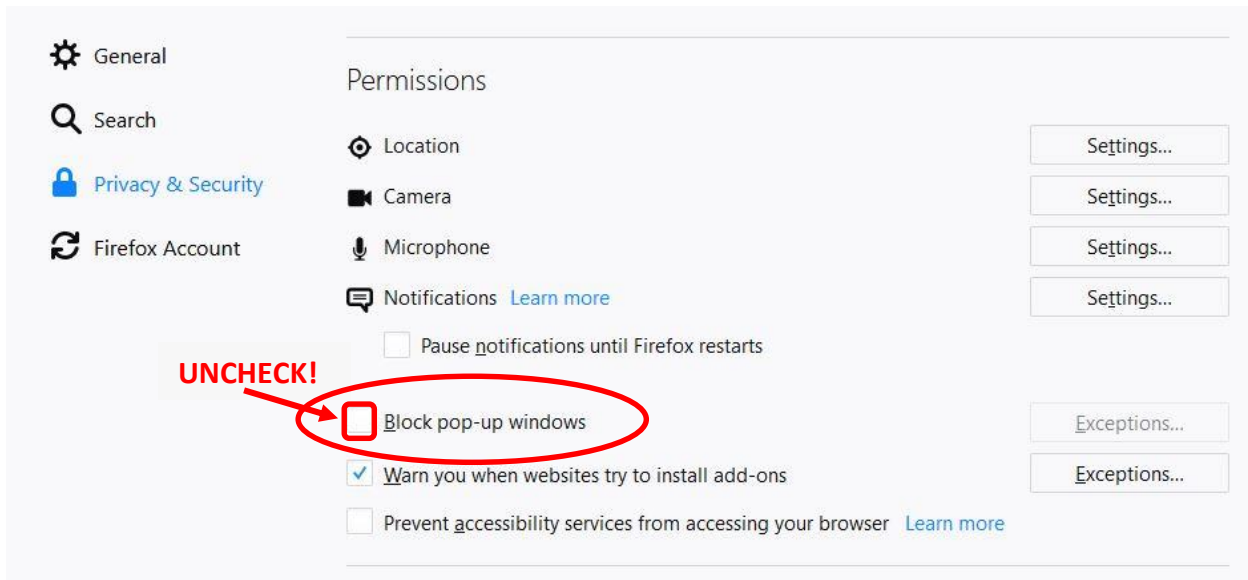 General
Search
Privacy & Security
Firefox Account
Permissions
Location Settings...
Camera Settings...
Microphone Settings...
Notifications Learn more Settings...
Pause notifications until Firefox restarts
UNCHECK!
Block pop-up windows Exceptions...
Warn you when websites try to install add-ons Exceptions...
Prevent accessibility services from accessing your browser Learn more